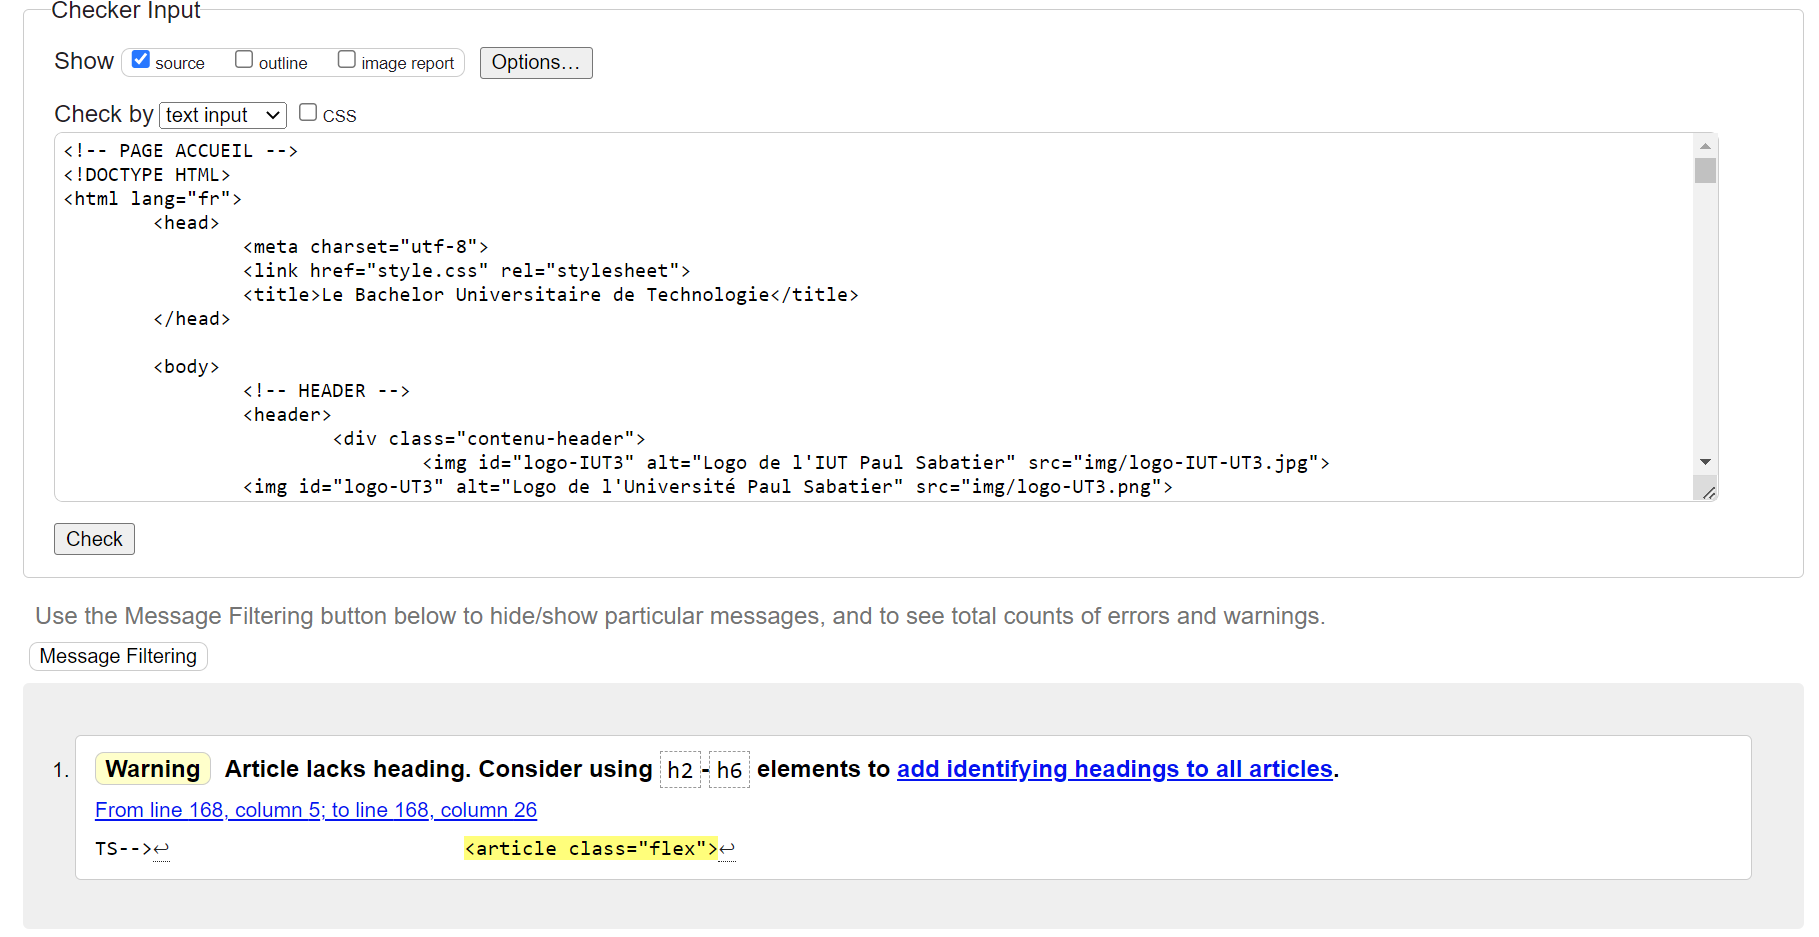 Checker Input
Show source outline image report Options...
Check by text input CSS
<!-- PAGE ACCUEIL -->
<!DOCTYPE HTML>
<html lang="fr">
<head>
<meta charset="utf-8">
<link href="style.css" rel="stylesheet">
<title>Le Bachelor Universitaire de Technologie</title>
</head>
<body>
<!-- HEADER -->
<header>
<div class="contenu-header">
<img id="logo-IUT3" alt="Logo de l'IUT Paul Sabatier" src="img/logo-IUT-UT3.jpg">
<img id="logo-UT3" alt="Logo de l'Université Paul Sabatier" src="img/logo-UT3.png">
Check
Use the Message Filtering button below to hide/show particular messages, and to see total counts of errors and warnings.
Message Filtering
1. Warning Article lacks heading. Consider using h2-h6 elements to add identifying headings to all articles.
From line 168, column 5; to line 168, column 26
TS-->↩ <article class="flex">↩